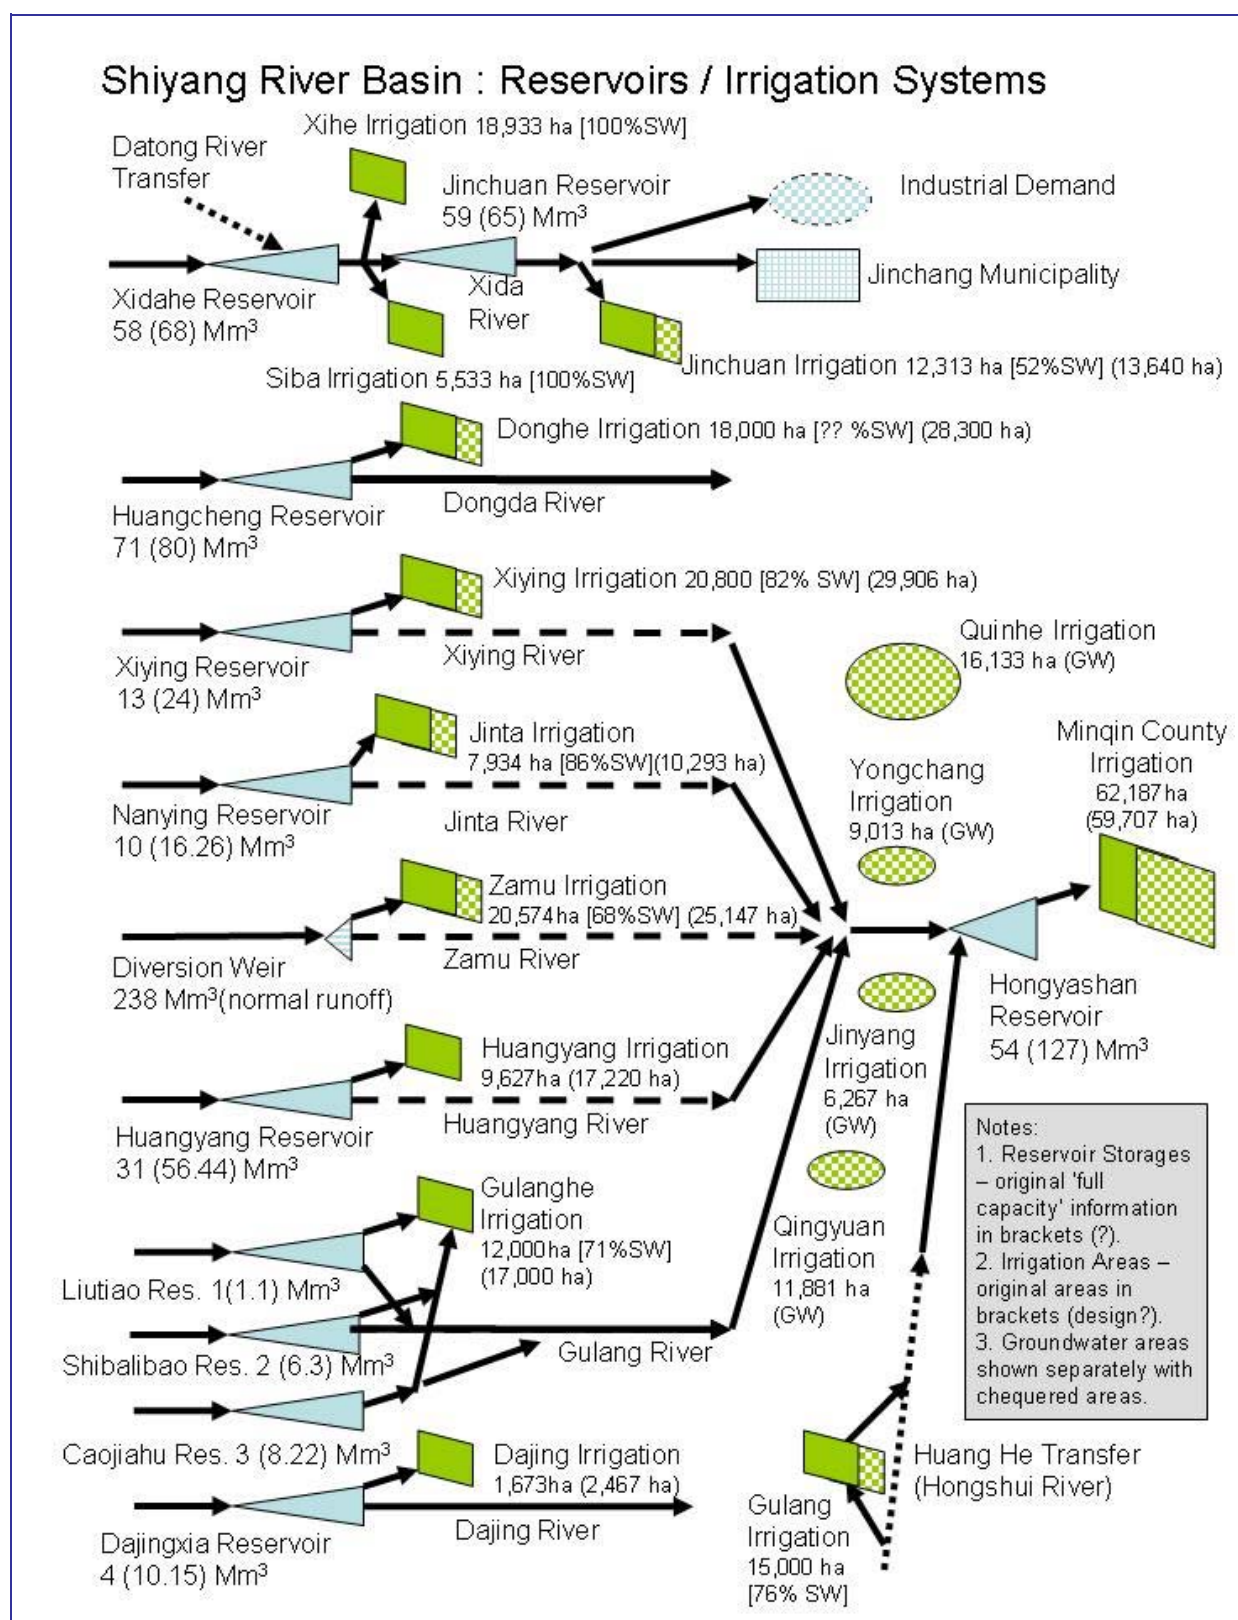 Shiyang River Basin : Reservoirs / Irrigation Systems
Xihe Irrigation 18,933 ha [100%SW]
Datong River
Transfer
Jinchuan Reservoir
59 (65) Mm³
Industrial Demand
Xidahe Reservoir
58 (68) Mm³
Xida
River
Jinchang Municipality
Siba Irrigation 5,533 ha [100%SW]
Jinchuan Irrigation 12,313 ha [52%SW] (13,640 ha)
Donghe Irrigation 18,000 ha [?? %SW] (28,300 ha)
Huangcheng Reservoir
71 (80) Mm³
Dongda River
Xiying Irrigation 20,800 [82% SW] (29,906 ha)
Xiying Reservoir
13 (24) Mm³
Xiying River
Quinhe Irrigation
16,133 ha (GW)
Jinta Irrigation
7,934 ha [86%SW](10,293 ha)
Nanying Reservoir
10 (16.26) Mm³
Jinta River
Yongchang
Irrigation
9,013 ha (GW)
Minqin County
Irrigation
62,187ha
(59,707 ha)
Zamu Irrigation
20,574ha [68%SW] (25,147 ha)
Diversion Weir
238 Mm³(normal runoff)
Zamu River
Hongyashan
Reservoir
54 (127) Mm³
Huangyang Irrigation
9,627ha (17,220 ha)
Huangyang Reservoir
31 (56.44) Mm³
Huangyang River
Jinyang
Irrigation
6,267 ha
(GW)
Gulanghe
Irrigation
12,000ha [71%SW]
(17,000 ha)
Liutiao Res. 1(1.1) Mm³
Shibalibao Res. 2 (6.3) Mm³
Gulang River
Qingyuan
Irrigation
11,881 ha
(GW)
Notes:
1. Reservoir Storages
– original 'full
capacity' information
in brackets (?).
2. Irrigation Areas –
original areas in
brackets (design?).
3. Groundwater areas
shown separately with
chequered areas.
Caojiahu Res. 3 (8.22) Mm³
Dajing Irrigation
1,673ha (2,467 ha)
Dajingxia Reservoir
4 (10.15) Mm³
Dajing River
Huang He Transfer
(Hongshui River)
Gulang
Irrigation
15,000 ha
[76% SW]